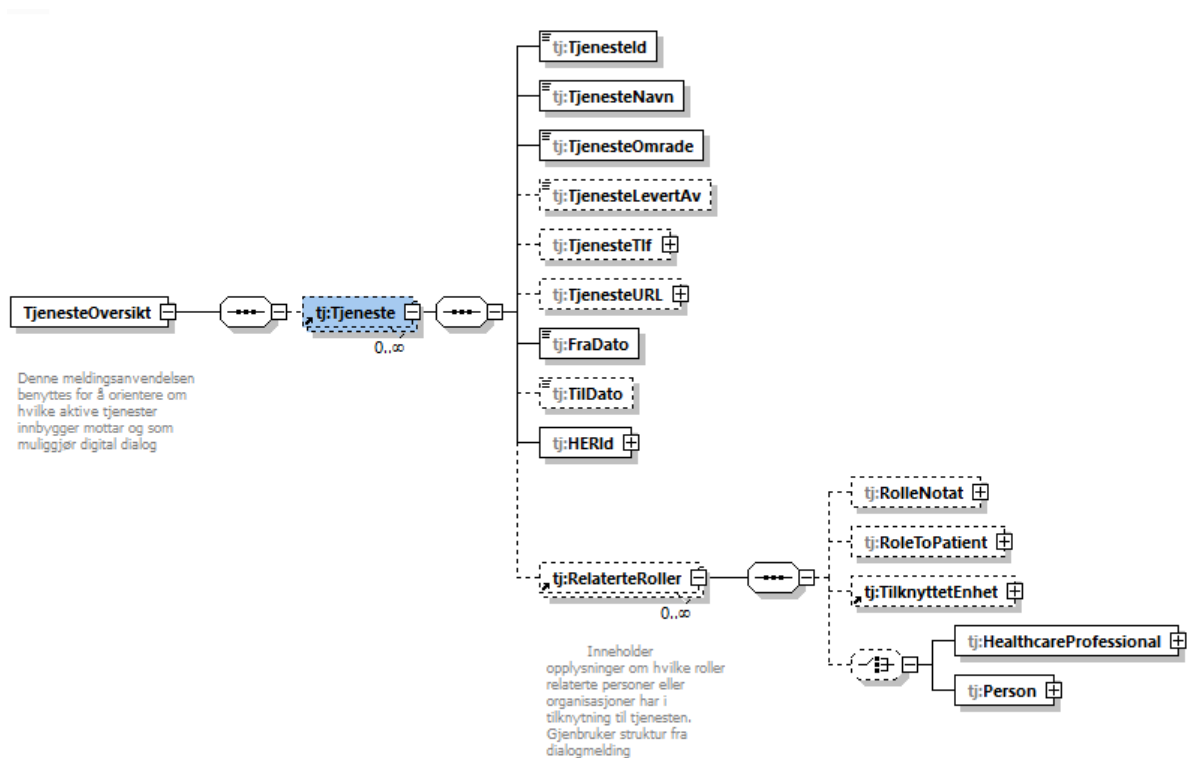 tj:TjenesteId
tj:TjenesteNavn
tj:TjenesteOmrade
tj:TjenesteLevertAv
tj:TjenesteTlf
tj:TjenesteURL
TjenesteOversikt
tj:Tjeneste
0..∞
Denne meldingsanvendelsen
benyttes for å orientere om
hvilke aktive tjenester
innbygger mottar og som
muliggjør digital dialog
tj:FraDato
tj:TilDato
tj:HERId
tj:RelaterteRoller
0..∞
Inneholder
opplysninger om hvilke roller
relaterte personer eller
organisasjoner har i
tilknytning til tjenesten.
Gjenbruker struktur fra
dialogmelding
tj:RolleNotat
tj:RoleToPatient
tj:TilknyttetEnhet
tj:HealthcareProfessional
tj:Person